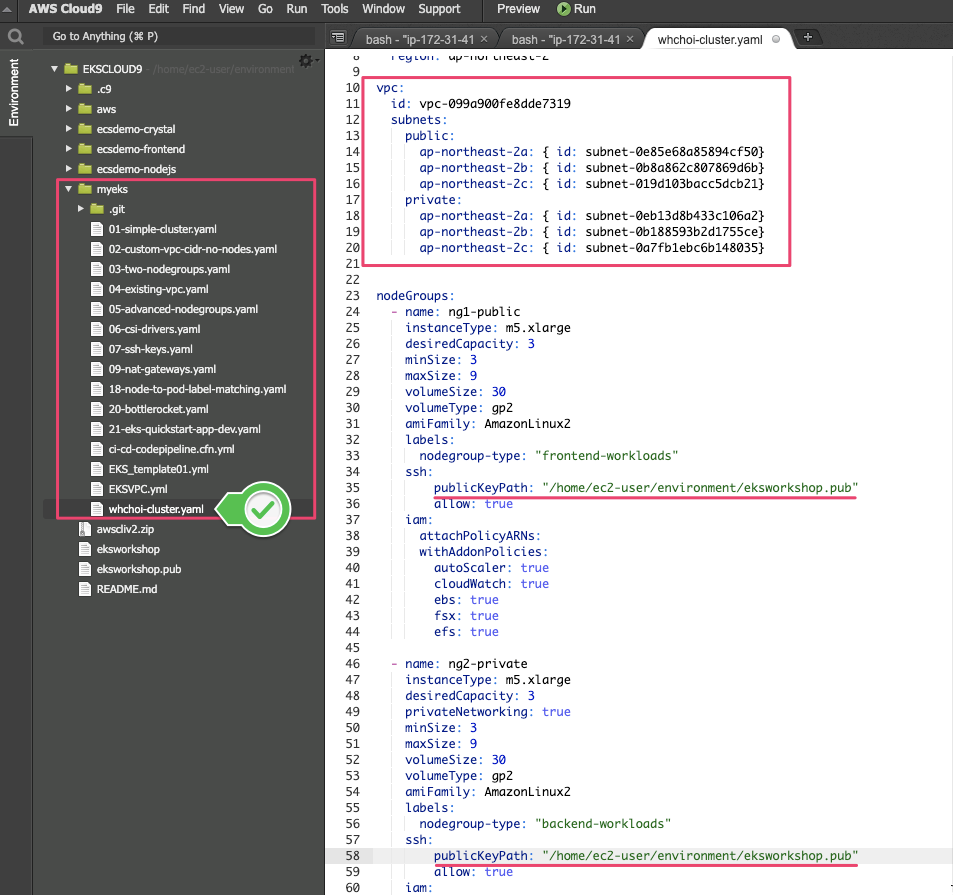 AWS Cloud9 File Edit Find View Go Run Tools Window Support Preview Run
Go to Anything (⌘ P)
bash - "ip-172-31-41 ×
bash - "ip-172-31-41 ×
whchoi-cluster.yaml
Environment
EKSCLOUD9 - /home/ec2-user/environment
.c9
aws
ecsdemo-crystal
ecsdemo-frontend
ecsdemo-nodejs
myeks
.git
01-simple-cluster.yaml
02-custom-vpc-cidr-no-nodes.yaml
03-two-nodegroups.yaml
04-existing-vpc.yaml
05-advanced-nodegroups.yaml
06-csi-drivers.yaml
07-ssh-keys.yaml
09-nat-gateways.yaml
18-node-to-pod-label-matching.yaml
20-bottlerocket.yaml
21-eks-quickstart-app-dev.yaml
ci-cd-codepipeline.cfn.yml
EKS_template01.yml
EKSVPC.yml
whchoi-cluster.yaml
awscliv2.zip
eksworkshop
eksworkshop.pub
README.md
8 region: ap-northeast-2
9
10 vpc:
11 id: vpc-099a900fe8dde7319
12 subnets:
13 public:
14 ap-northeast-2a: { id: subnet-0e85e68a85894cf50}
15 ap-northeast-2b: { id: subnet-0b8a862c807869d6b}
16 ap-northeast-2c: { id: subnet-019d103bacc5dcb21}
17 private:
18 ap-northeast-2a: { id: subnet-0eb13d8b433c106a2}
19 ap-northeast-2b: { id: subnet-0b188593b2d1755ce}
20 ap-northeast-2c: { id: subnet-0a7fb1ebc6b148035}
21
22
23 nodeGroups:
24 - name: ng1-public
25 instanceType: m5.xlarge
26 desiredCapacity: 3
27 minSize: 3
28 maxSize: 9
29 volumeSize: 30
30 volumeType: gp2
31 amiFamily: AmazonLinux2
32 labels:
33 nodegroup-type: "frontend-workloads"
34 ssh:
35 publicKeyPath: "/home/ec2-user/environment/eksworkshop.pub"
36 allow: true
37 iam:
38 attachPolicyARNs:
39 withAddonPolicies:
40 autoScaler: true
41 cloudWatch: true
42 ebs: true
43 fsx: true
44 efs: true
45
46 - name: ng2-private
47 instanceType: m5.xlarge
48 desiredCapacity: 3
49 privateNetworking: true
50 minSize: 3
51 maxSize: 9
52 volumeSize: 30
53 volumeType: gp2
54 amiFamily: AmazonLinux2
55 labels:
56 nodegroup-type: "backend-workloads"
57 ssh:
58 publicKeyPath: "/home/ec2-user/environment/eksworkshop.pub"
59 allow: true
60 iam: